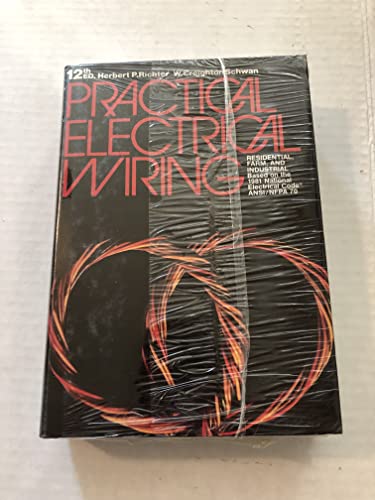 12th ED. Herbert P. Richter W. Creighton Schwan
PRACTICAL
ELECTRICAL
WIRING
RESIDENTIAL,
FARM, AND
INDUSTRIAL
Based on the
1981 National
Electrical Code®
ANSI/NFPA 70